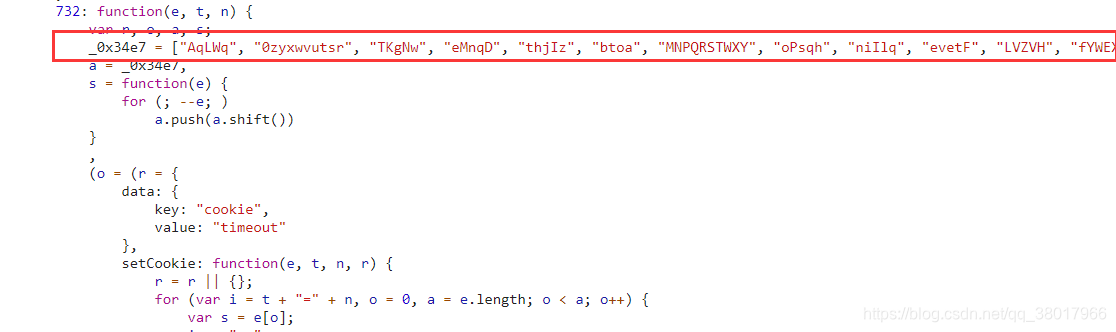 732: function(e, t, n) {
var r, o, a, s;
_0x34e7 = ["AqLWq", "0zyxwvutsr", "TKgNw", "eMnqD", "thjIz", "btoa", "MNPQRSTWXY", "oPsqh", "niIlq", "evetF", "LVZVH", "fYWEX
a = _0x34e7,
s = function(e) {
for (; --e; )
a.push(a.shift())
}
,
(o = (r = {
data: {
key: "cookie",
value: "timeout"
},
setCookie: function(e, t, n, r) {
r = r || {};
for (var i = t + "=" + n, o = 0, a = e.length; o < a; o++) {
var s = e[o];
https://blog.csdn.net/qq_38017966